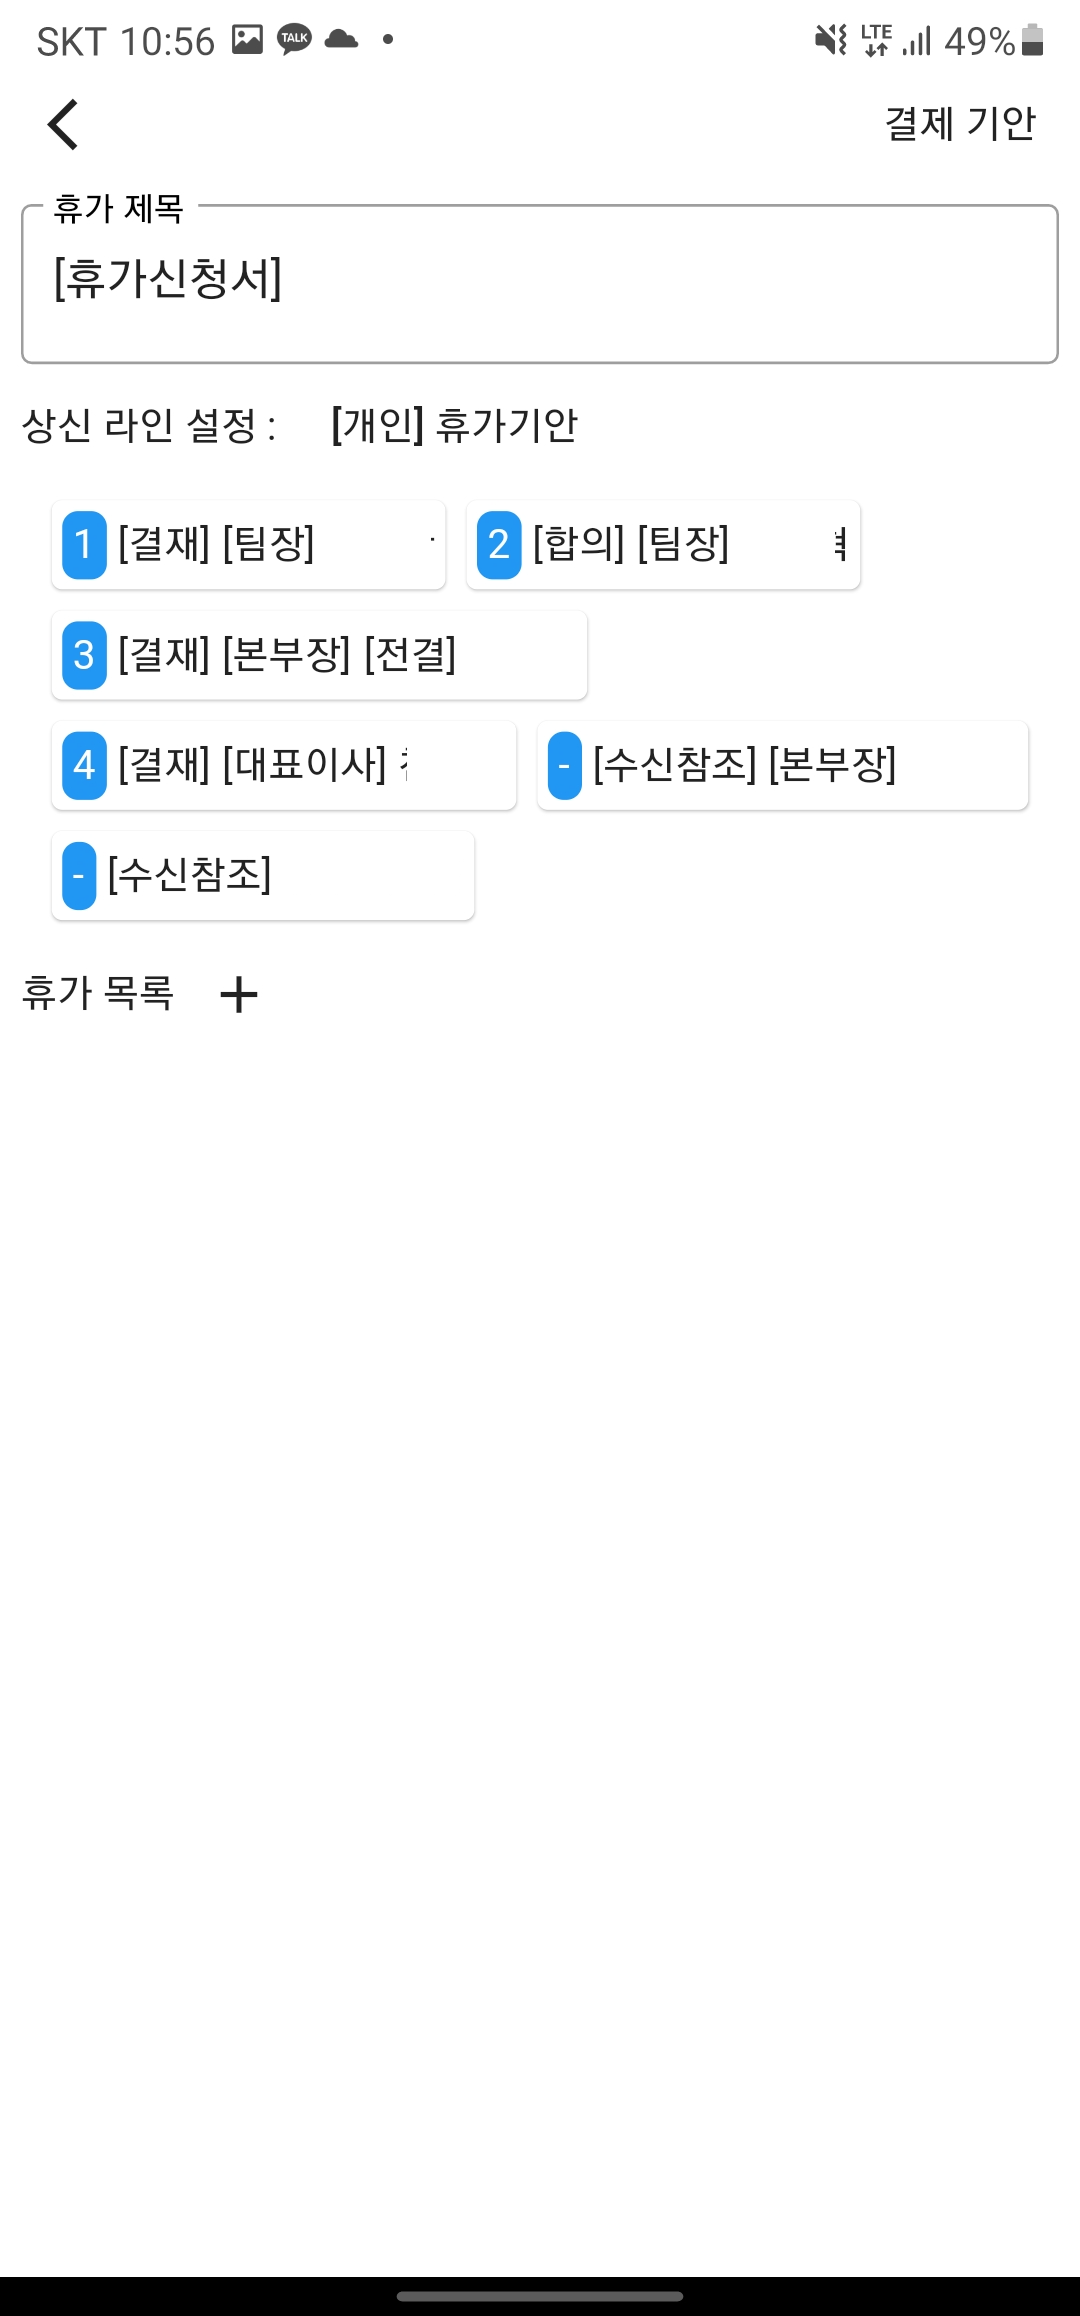 SKT 10:56 TALK LTE 49%
결제 기안
휴가 제목
[휴가신청서]
상신 라인 설정 : [개인] 휴가기안
1 [결재] [팀장] 2 [합의] [팀장]
3 [결재] [본부장] [전결]
4 [결재] [대표이사] - [수신참조] [본부장]
- [수신참조]
휴가 목록 +